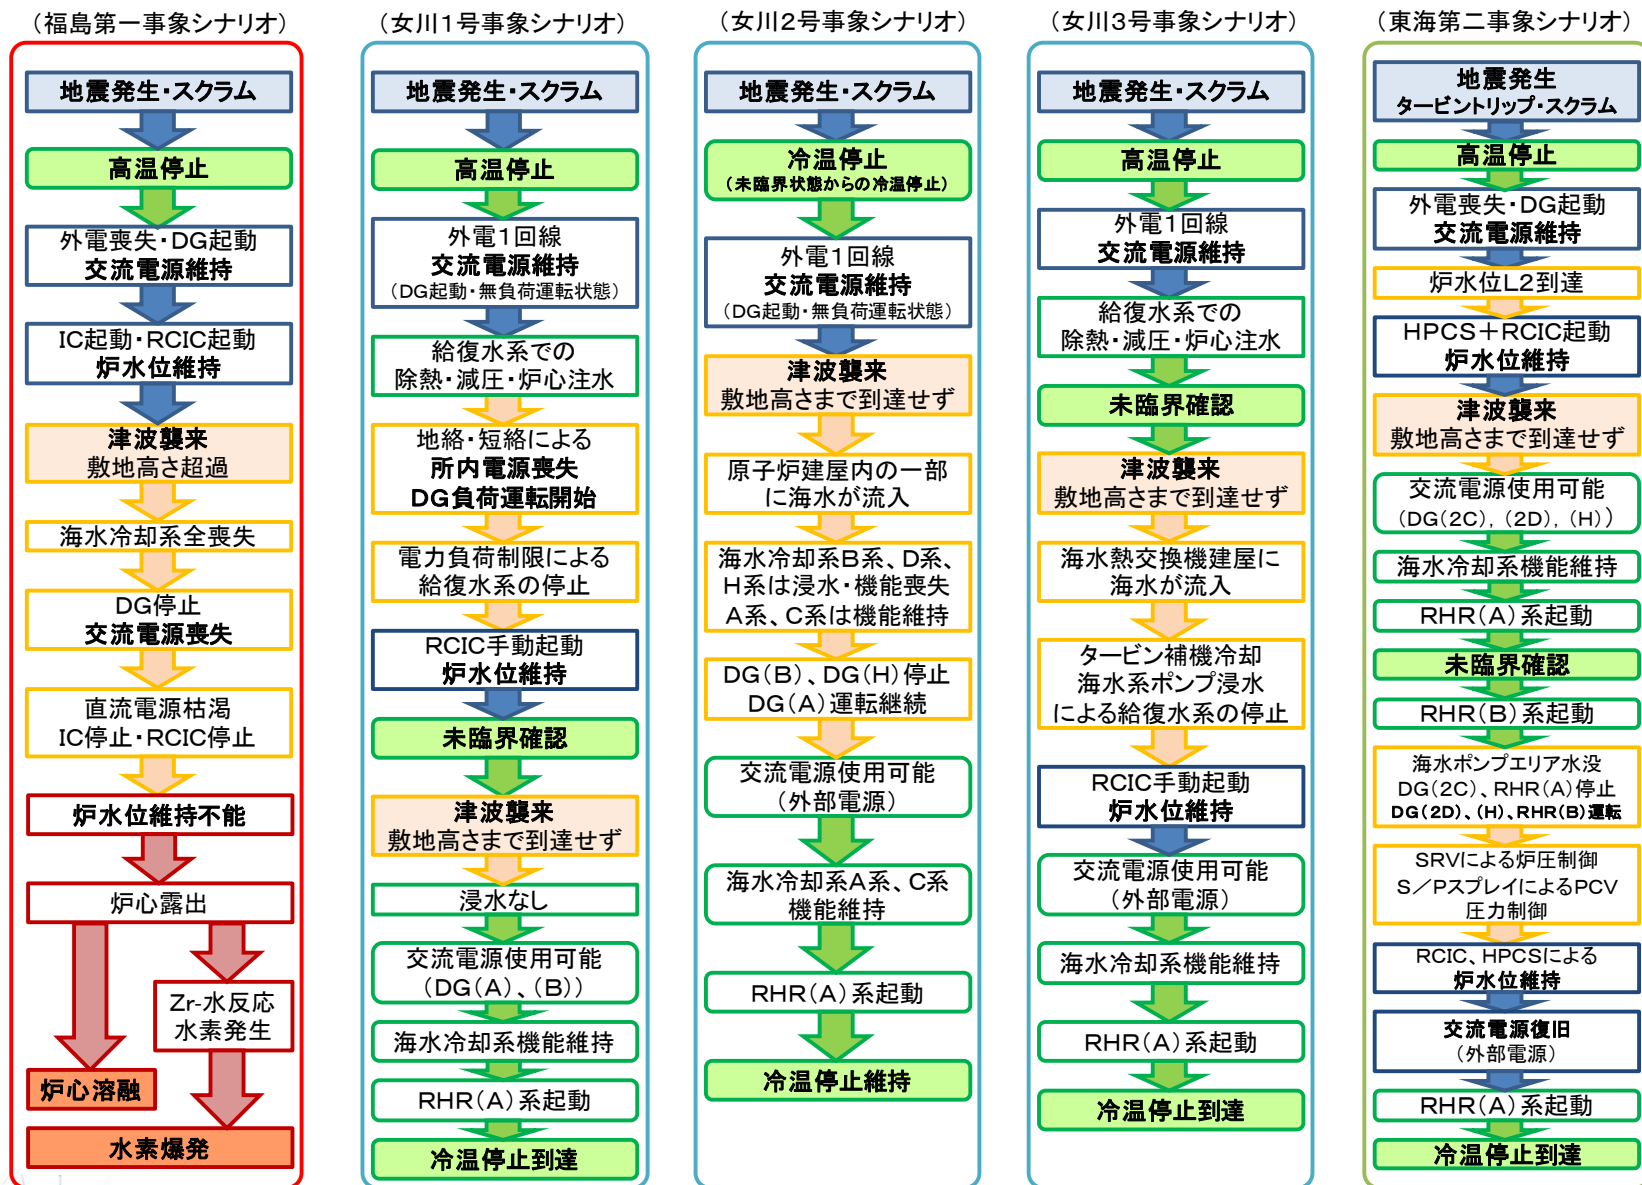 （福島第一事象シナリオ）
地震発生・スクラム
高温停止
外電喪失・DG起動
交流電源維持
IC起動・RCIC起動
炉水位維持
津波襲来
敷地高さ超過
海水冷却系全喪失
DG停止
交流電源喪失
直流電源枯渇
IC停止・RCIC停止
炉水位維持不能
炉心露出
Zr-水反応
水素発生
炉心溶融
水素爆発
（女川１号事象シナリオ）
地震発生・スクラム
高温停止
外電１回線
交流電源維持
（DG起動・無負荷運転状態）
給復水系での
除熱・減圧・炉心注水
地絡・短絡による
所内電源喪失
DG負荷運転開始
電力負荷制限による
給復水系の停止
RCIC手動起動
炉水位維持
未臨界確認
津波襲来
敷地高さまで到達せず
浸水なし
交流電源使用可能
（DG（A）、（B））
海水冷却系機能維持
RHR（A）系起動
冷温停止到達
（女川２号事象シナリオ）
地震発生・スクラム
冷温停止
（未臨界状態からの冷温停止）
外電１回線
交流電源維持
（DG起動・無負荷運転状態）
津波襲来
敷地高さまで到達せず
原子炉建屋内の一部
に海水が流入
海水冷却系B系、D系、
H系は浸水・機能喪失
A系、C系は機能維持
DG（B）、DG（H）停止
DG（A）運転継続
交流電源使用可能
（外部電源）
海水冷却系A系、C系
機能維持
RHR（A）系起動
冷温停止維持
（女川３号事象シナリオ）
地震発生・スクラム
高温停止
外電１回線
交流電源維持
給復水系での
除熱・減圧・炉心注水
未臨界確認
津波襲来
敷地高さまで到達せず
海水熱交換機建屋に
海水が流入
タービン補機冷却
海水系ポンプ浸水
による給復水系の停止
RCIC手動起動
炉水位維持
交流電源使用可能
（外部電源）
海水冷却系機能維持
RHR（A）系起動
冷温停止到達
（東海第二事象シナリオ）
地震発生
タービントリップ・スクラム
高温停止
外電喪失・DG起動
交流電源維持
炉水位L2到達
HPCS＋RCIC起動
炉水位維持
津波襲来
敷地高さまで到達せず
交流電源使用可能
（DG（2C），（2D），（H））
海水冷却系機能維持
RHR（A）系起動
未臨界確認
RHR（B）系起動
海水ポンプエリア水没
DG（2C）、RHR（A）停止
DG（2D）、（H）、RHR（B）運転
SRVによる炉圧制御
S／PスプレイによるPCV
圧力制御
RCIC、HPCSによる
炉水位維持
交流電源復旧
（外部電源）
RHR（A）系起動
冷温停止到達